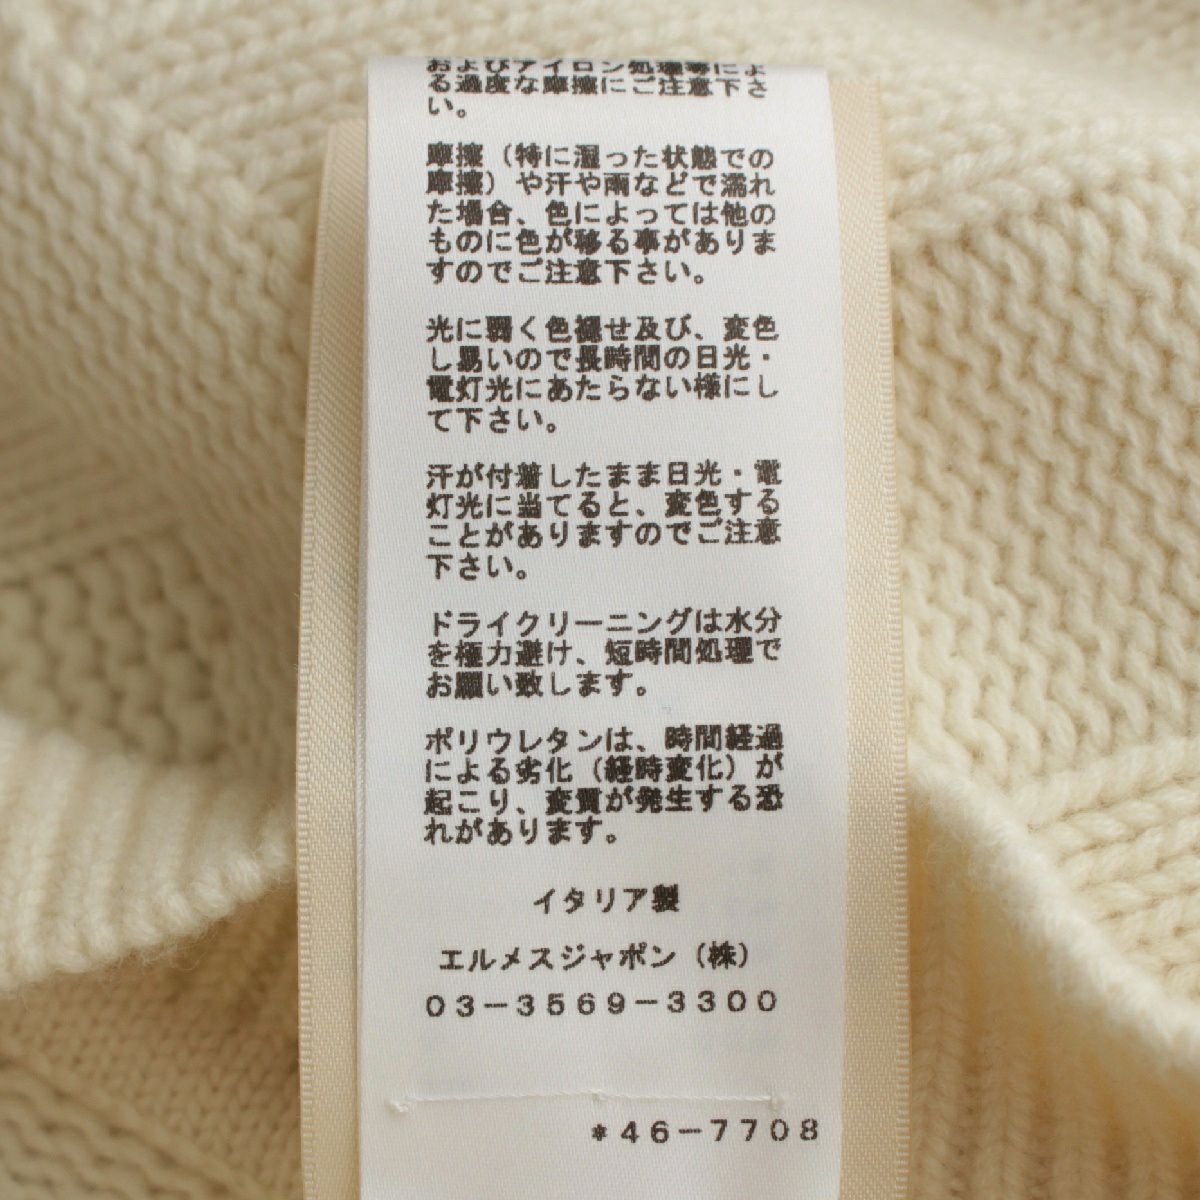 およびアイロン処理等によ
る過度な摩擦にご注意下さ
い。
摩擦（特に湿った状態での
摩擦）や汗や雨などで濡れ
た場合、色によっては他の
ものに色が移る事がありま
すのでご注意下さい。
光に弱く色褪せ及び、変色
し易いので長時間の日光・
電灯光にあたらない様にし
て下さい。
汗が付着したまま日光・電
灯光に当てると、変色する
ことがありますのでご注意
下さい。
ドライクリーニングは水分
を極力避け、短時間処理で
お願い致します。
ポリウレタンは、時間経過
による劣化（経時変化）が
起こり、変質が発生する恐
れがあります。
イタリア製
エルメスジャポン（株）
03-3569-3300
*46-7708